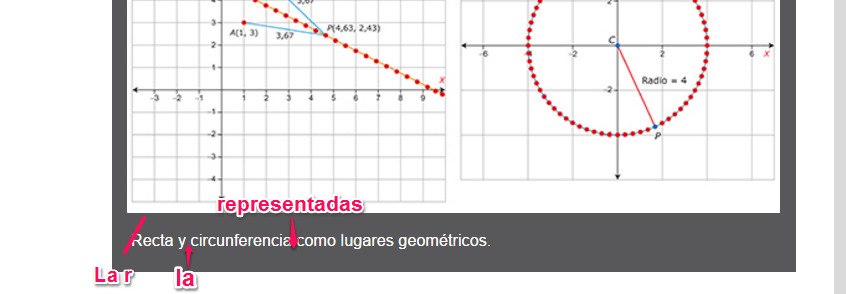 3,67
3
A(1, 3)
3,67
P(4,63, 2,43)
2
1
X
-3 -2 -1 1 2 3 4 5 6 7 8 9
-1
-2
-3
-4
2
C
-6 -2 2 6 X
Radio = 4
-2
P
representadas
Recta y circunferencia como lugares geométricos.
La r la